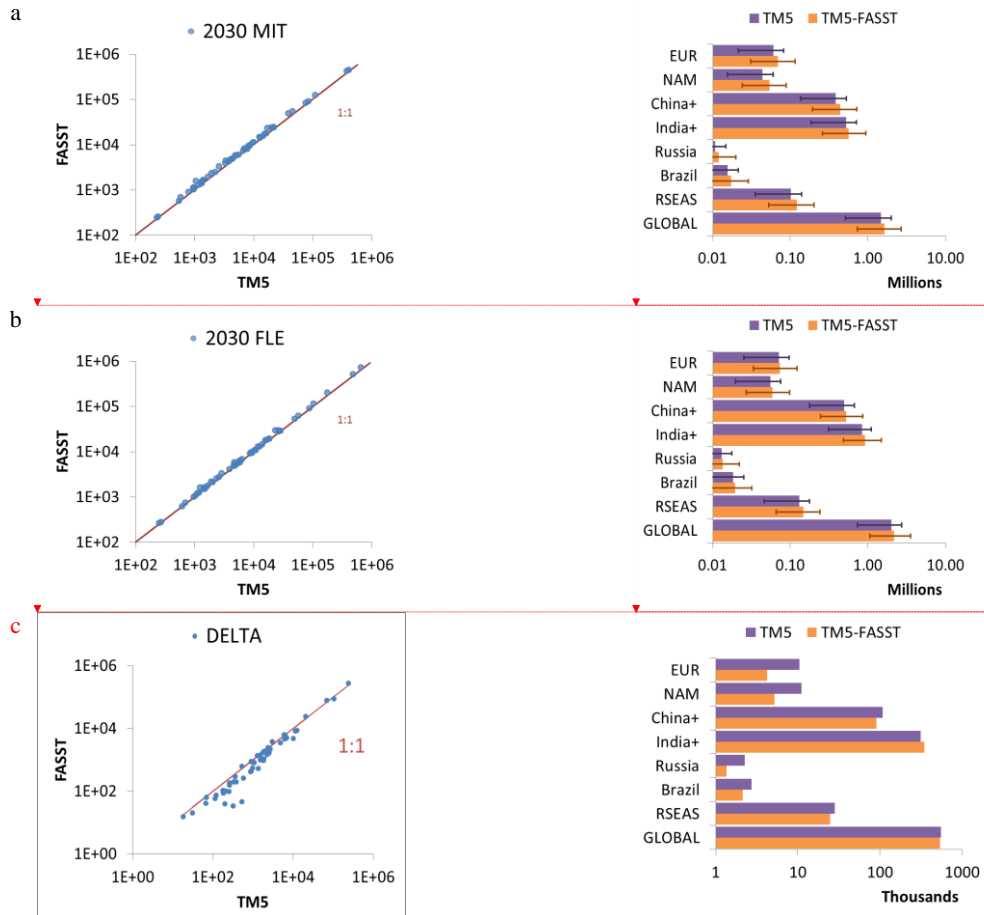 a
2030 MIT
1E+06
1E+05
1E+04
1E+03
1E+02
FASST
1:1
1E+02 1E+03 1E+04 1E+05 1E+06
TM5
TM5 TM5-FASST
EUR
NAM
China+
India+
Russia
Brazil
RSEAS
GLOBAL
0.01 0.10 1.00 10.00
Millions
b
2030 FLE
1E+06
1E+05
1E+04
1E+03
1E+02
FASST
1:1
1E+02 1E+03 1E+04 1E+05 1E+06
TM5
TM5 TM5-FASST
EUR
NAM
China+
India+
Russia
Brazil
RSEAS
GLOBAL
0.01 0.10 1.00 10.00
Millions
c
DELTA
1E+06
1E+04
1E+02
1E+00
FASST
1:1
1E+00 1E+02 1E+04 1E+06
TM5
TM5 TM5-FASST
EUR
NAM
China+
India+
Russia
Brazil
RSEAS
GLOBAL
1 10 100 1000
Thousands